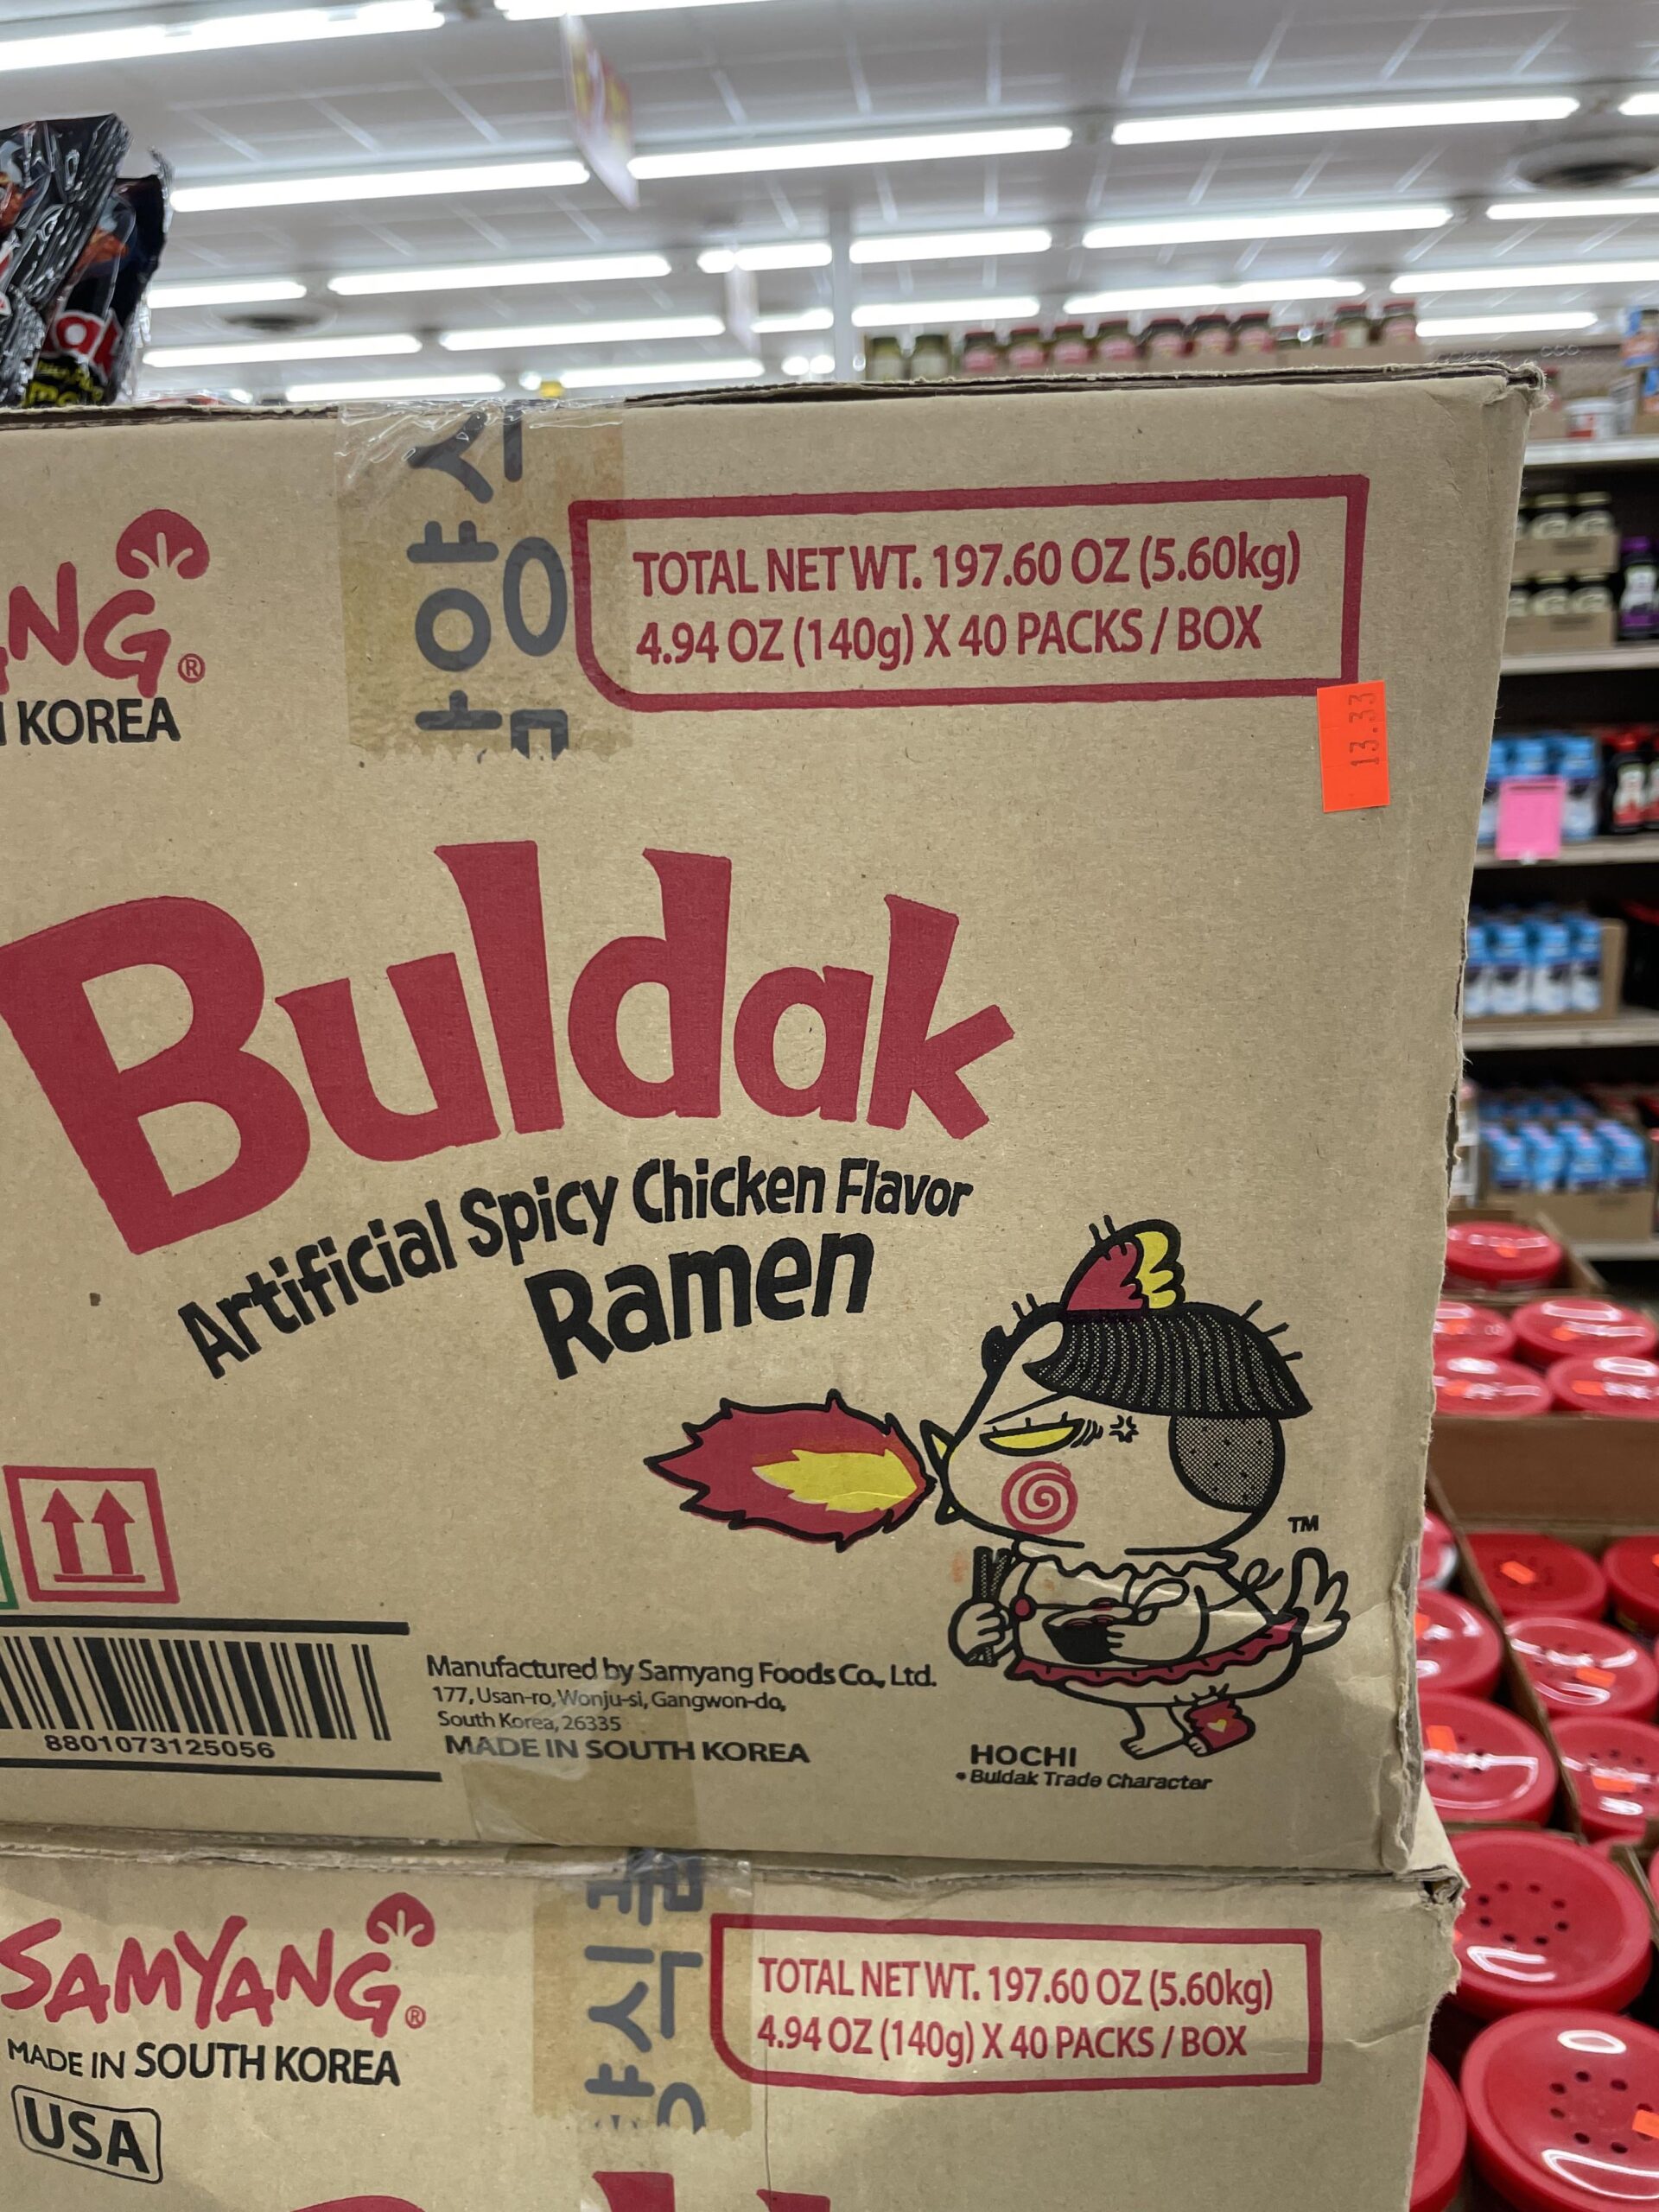 NG®
KOREA
TOTAL NET WT. 197.60 OZ (5.60kg)
4.94 OZ (140g) X 40 PACKS / BOX
13.33
Buldak
Artificial Spicy Chicken Flavor
Ramen
TM
Manufactured by Samyang Foods Co., Ltd.
177, Usan-ro, Wonju-si, Gangwon-do,
South Korea, 26335
MADE IN SOUTH KOREA
8801073125056
HOCHI
• Buldak Trade Character
SAMYANG®
MADE IN SOUTH KOREA
USA
TOTAL NET WT. 197.60 OZ (5.60kg)
4.94 OZ (140g) X 40 PACKS / BOX